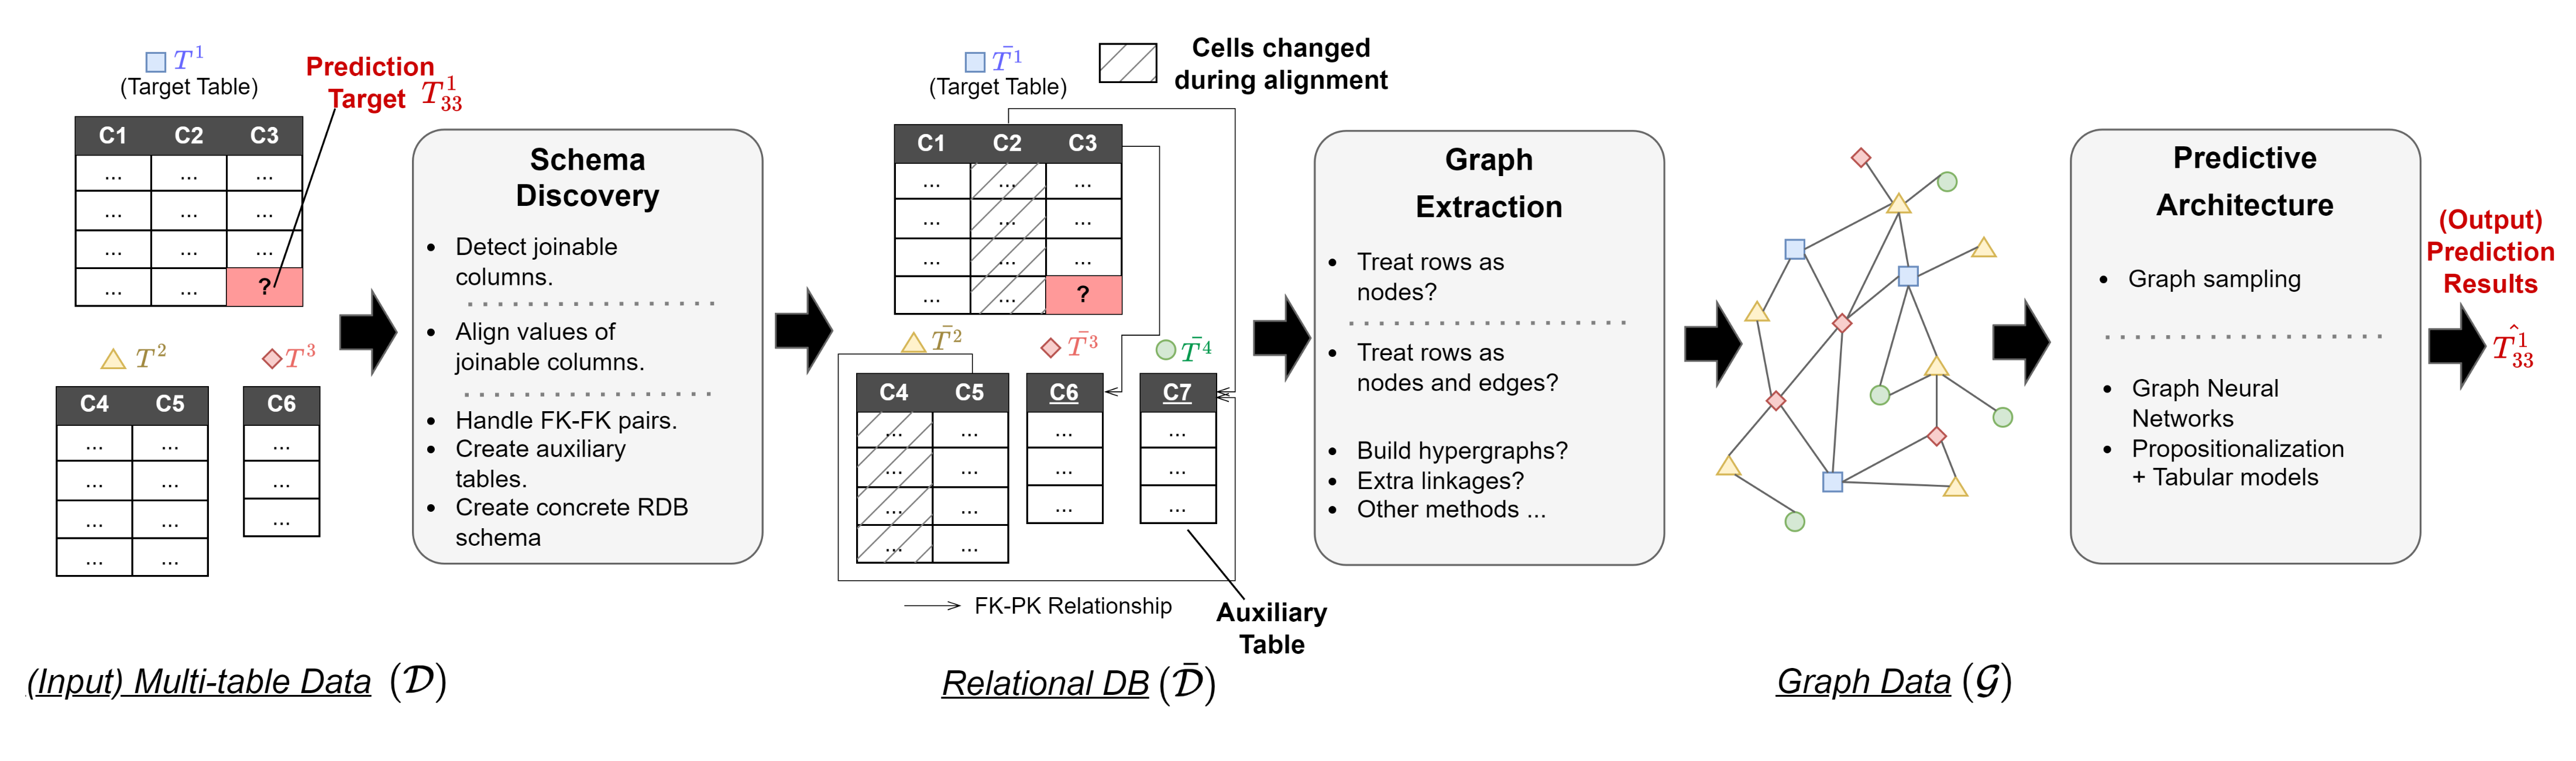 T¹
(Target Table)
Prediction
Target T¹₃₃
C1 C2 C3
... ... ...
... ... ...
... ... ...
... ... ?
T²
C4 C5
... ...
... ...
... ...
... ...
T³
C6
...
...
...
(Input) Multi-table Data (𝓓)
Schema
Discovery
• Detect joinable
columns.
• Align values of
joinable columns.
• Handle FK-FK pairs.
• Create auxiliary
tables.
• Create concrete RDB
schema
T̄¹
(Target Table)
Cells changed
during alignment
C1 C2 C3
... ... ...
... ... ...
... ... ...
... ... ?
T̄²
C4 C5
... ...
... ...
... ...
... ...
T̄³
C6
...
...
...
T̄⁴
C7
...
...
...
FK-PK Relationship
Auxiliary
Table
Relational DB (𝓓̄)
Graph
Extraction
• Treat rows as
nodes?
• Treat rows as
nodes and edges?
• Build hypergraphs?
• Extra linkages?
• Other methods ...
Graph Data (𝓖)
Predictive
Architecture
• Graph sampling
• Graph Neural
Networks
• Propositionalization
+ Tabular models
(Output)
Prediction
Results
T̂¹₃₃